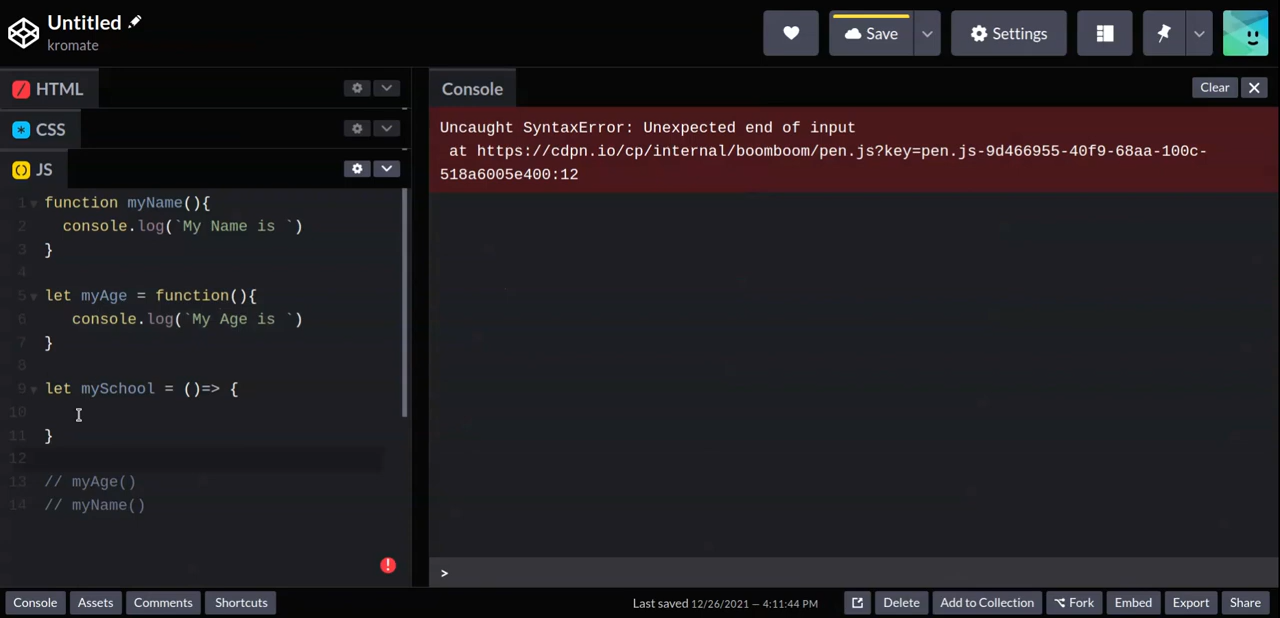 Untitled
kromate
Save
Settings
HTML
CSS
JS
1 function myName(){
2 console.log(`My Name is `)
3 }
4
5 let myAge = function(){
6 console.log(`My Age is `)
7 }
8
9 let mySchool = ()=> {
10
11 }
12
13 // myAge()
14 // myName()
Console
Clear
Uncaught SyntaxError: Unexpected end of input
at https://cdpn.io/cp/internal/boomboom/pen.js?key=pen.js-9d466955-40f9-68aa-100c-
518a6005e400:12
>
Console Assets Comments Shortcuts Last saved 12/26/2021 — 4:11:44 PM Delete Add to Collection Fork Embed Export Share